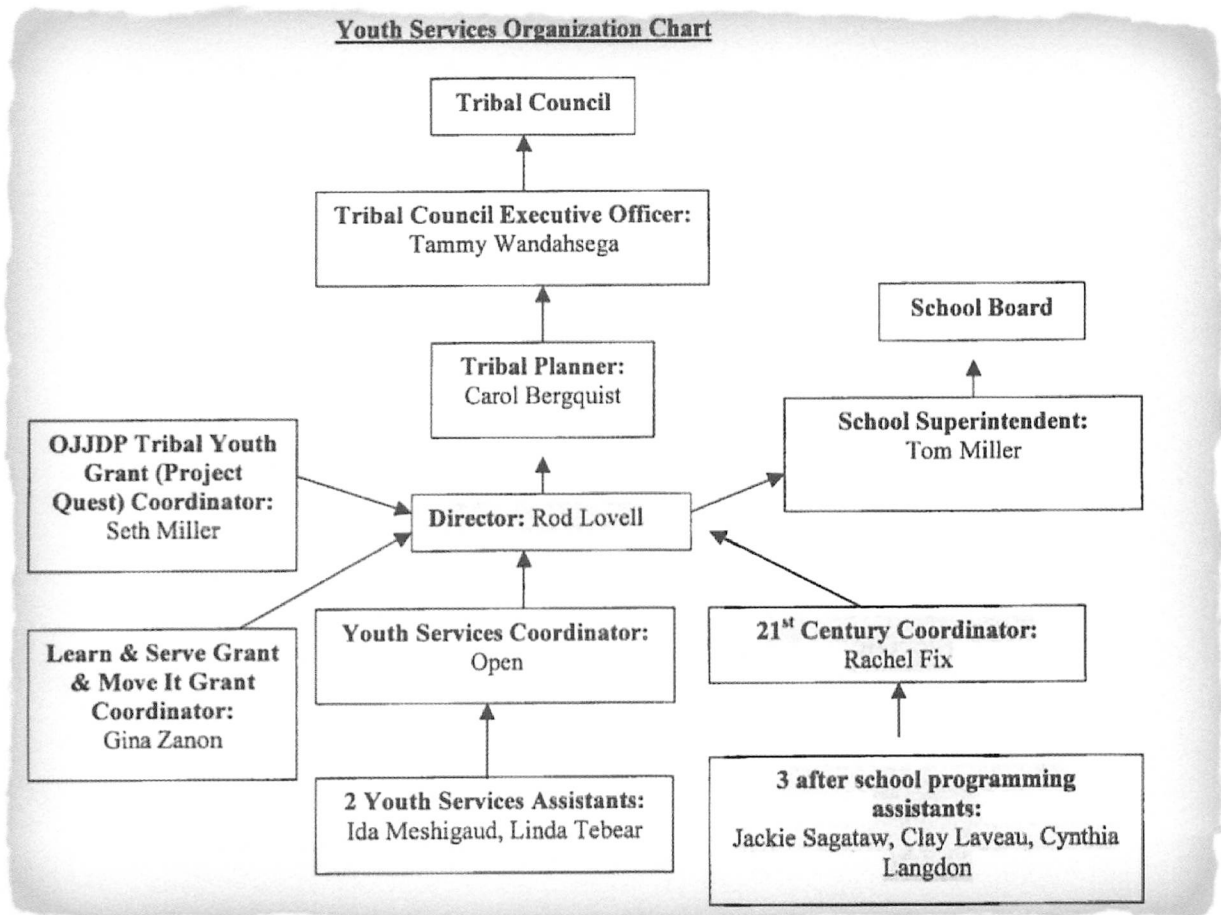 Youth Services Organization Chart
Tribal Council
Tribal Council Executive Officer:
Tammy Wandahsega
School Board
Tribal Planner:
Carol Bergquist
School Superintendent:
Tom Miller
OJJDP Tribal Youth
Grant (Project
Quest) Coordinator:
Seth Miller
Director: Rod Lovell
Learn & Serve Grant
& Move It Grant
Coordinator:
Gina Zanon
Youth Services Coordinator:
Open
21st Century Coordinator:
Rachel Fix
2 Youth Services Assistants:
Ida Meshigaud, Linda Tebear
3 after school programming
assistants:
Jackie Sagataw, Clay Laveau, Cynthia
Langdon